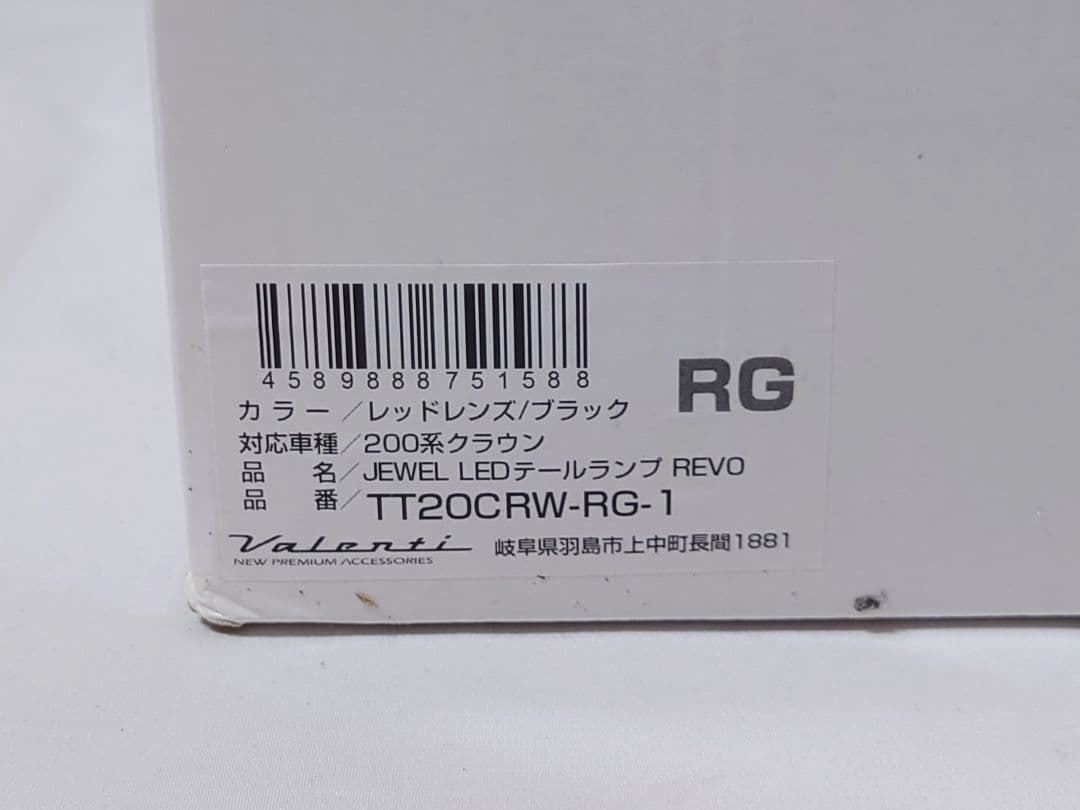 4589888751588
RG
カラー/レッドレンズ/ブラック
対応車種/200系クラウン
品名/JEWEL LEDテールランプ REVO
品番/TT20CRW-RG-1
Valenti
NEW PREMIUM ACCESSORIES
岐阜県羽島市上中町長間1881